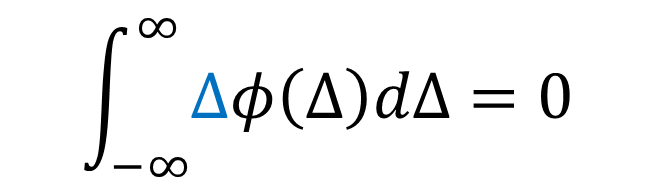 ∫_{−∞}^{∞} Δϕ(Δ)dΔ = 0